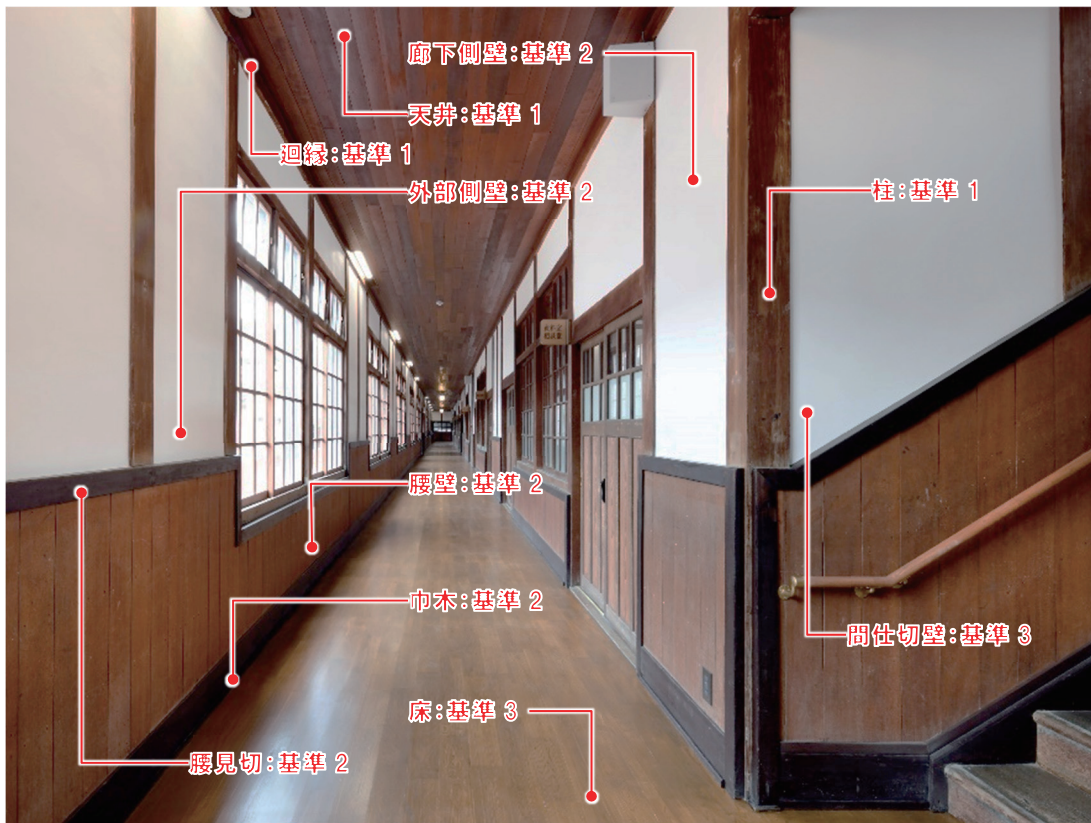 廊下側壁:基準 2
天井:基準 1
廻縁:基準 1
外部側壁:基準 2
柱:基準 1
腰壁:基準 2
巾木:基準 2
間仕切壁:基準 3
床:基準 3
腰見切:基準 2